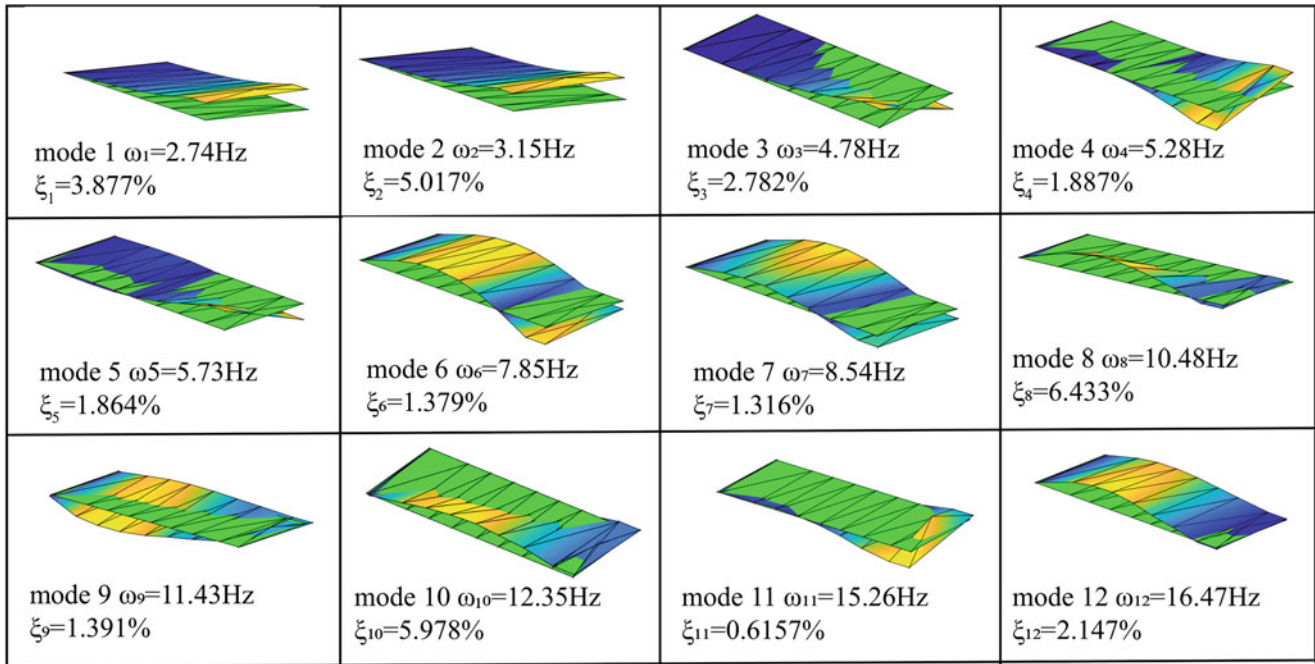 mode 1 ω₁=2.74Hz
ξ₁=3.877%
mode 2 ω₂=3.15Hz
ξ₂=5.017%
mode 3 ω₃=4.78Hz
ξ₃=2.782%
mode 4 ω₄=5.28Hz
ξ₄=1.887%
mode 5 ω5=5.73Hz
ξ₅=1.864%
mode 6 ω₆=7.85Hz
ξ₆=1.379%
mode 7 ω₇=8.54Hz
ξ₇=1.316%
mode 8 ω₈=10.48Hz
ξ₈=6.433%
mode 9 ω₉=11.43Hz
ξ₉=1.391%
mode 10 ω₁₀=12.35Hz
ξ₁₀=5.978%
mode 11 ω₁₁=15.26Hz
ξ₁₁=0.6157%
mode 12 ω₁₂=16.47Hz
ξ₁₂=2.147%